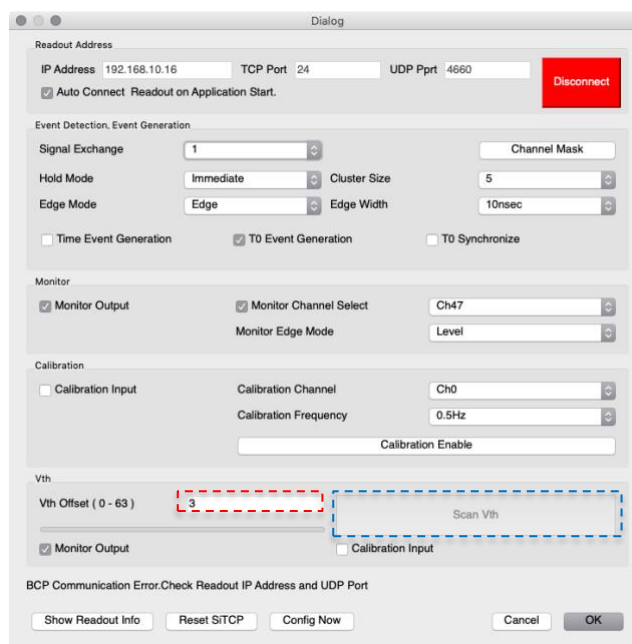 Dialog
Readout Address
IP Address 192.168.10.16 TCP Port 24 UDP Pprt 4660 Disconnect
Auto Connect Readout on Application Start.
Event Detection, Event Generation
Signal Exchange 1 Channel Mask
Hold Mode Immediate Cluster Size 5
Edge Mode Edge Edge Width 10nsec
Time Event Generation T0 Event Generation T0 Synchronize
Monitor
Monitor Output Monitor Channel Select Ch47
Monitor Edge Mode Level
Calibration
Calibration Input Calibration Channel Ch0
Calibration Frequency 0.5Hz
Calibration Enable
Vth
Vth Offset ( 0 - 63 ) 3 Scan Vth
Monitor Output Calibration Input
BCP Communication Error.Check Readout IP Address and UDP Port
Show Readout Info Reset SiTCP Config Now Cancel OK